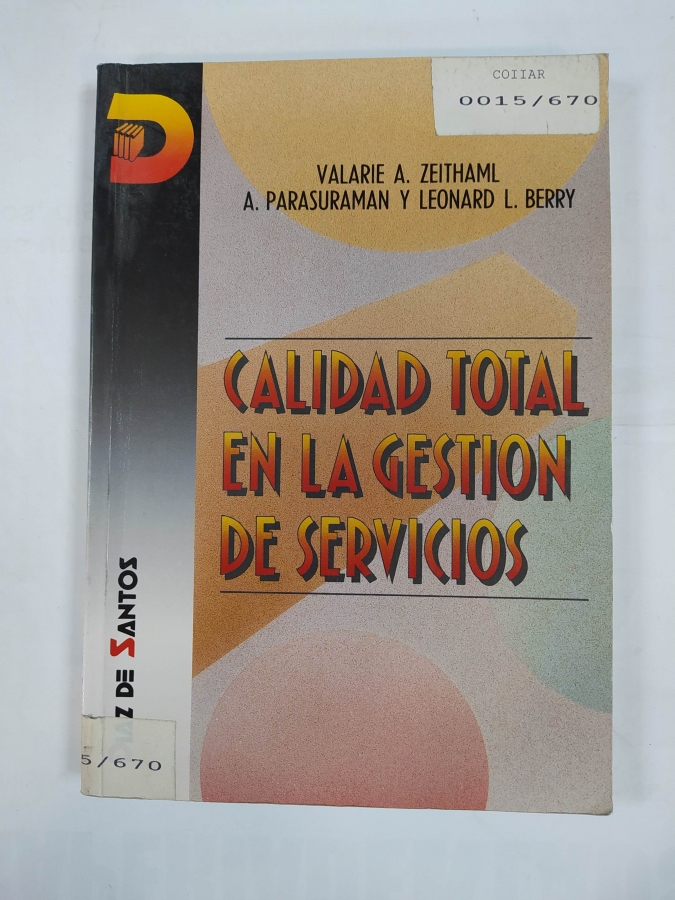 COIIAR
0015/670
VALARIE A. ZEITHAML
A. PARASURAMAN Y LEONARD L. BERRY
CALIDAD TOTAL
EN LA GESTION
DE SERVICIOS
DIAZ DE SANTOS
5/670